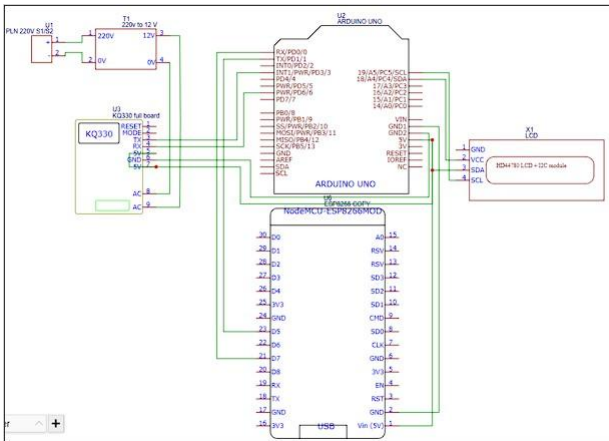 U1
PLN 220V S1/S2
1
2
T1
220v to 12 V
1
220V
12V
3
2
0V
0V
4
U3
KQ330 full board
KQ330
RESET
MODE
TX
RX
5V
GND
5V
AC
8
AC
9
U2
ARDUINO UNO
RX/PD0/0
TX/PD1/1
INT0/PD2/2
INT1/PWR/PD3/3
PD4/4
PWR/PD5/5
PWR/PD6/6
PD7/7
PB0/8
PWR/PB1/9
SS/PWR/PB2/10
MOSI/PWR/PB3/11
MISO/PB4/12
SCK/PB5/13
GND
AREF
SDA
SCL
19/A5/PC5/SCL
18/A4/PC4/SDA
17/A3/PC3
16/A2/PC2
15/A1/PC1
14/A0/PC0
VIN
GND1
GND2
5V
3V
RESET
IOREF
NC
ARDUINO UNO
X1
LCD
1 GND
2 VCC
3 SDA
4 SCL
HD44780 LCD + I2C module
ESP8266 COPY
NodeMCU-ESP8266MOD
30 D0
29 D1
28 D2
27 D3
26 D4
25 3V3
24 GND
23 D5
22 D6
21 D7
20 D8
19 RX
18 TX
17 GND
16 3V3
A0 15
RSV 14
RSV 13
SD3 12
SD2 11
SD1 10
CMD 9
SD0 8
CLK 7
GND 6
3V3 5
EN 4
RST 3
GND 2
Vin (5V) 1
USB
er